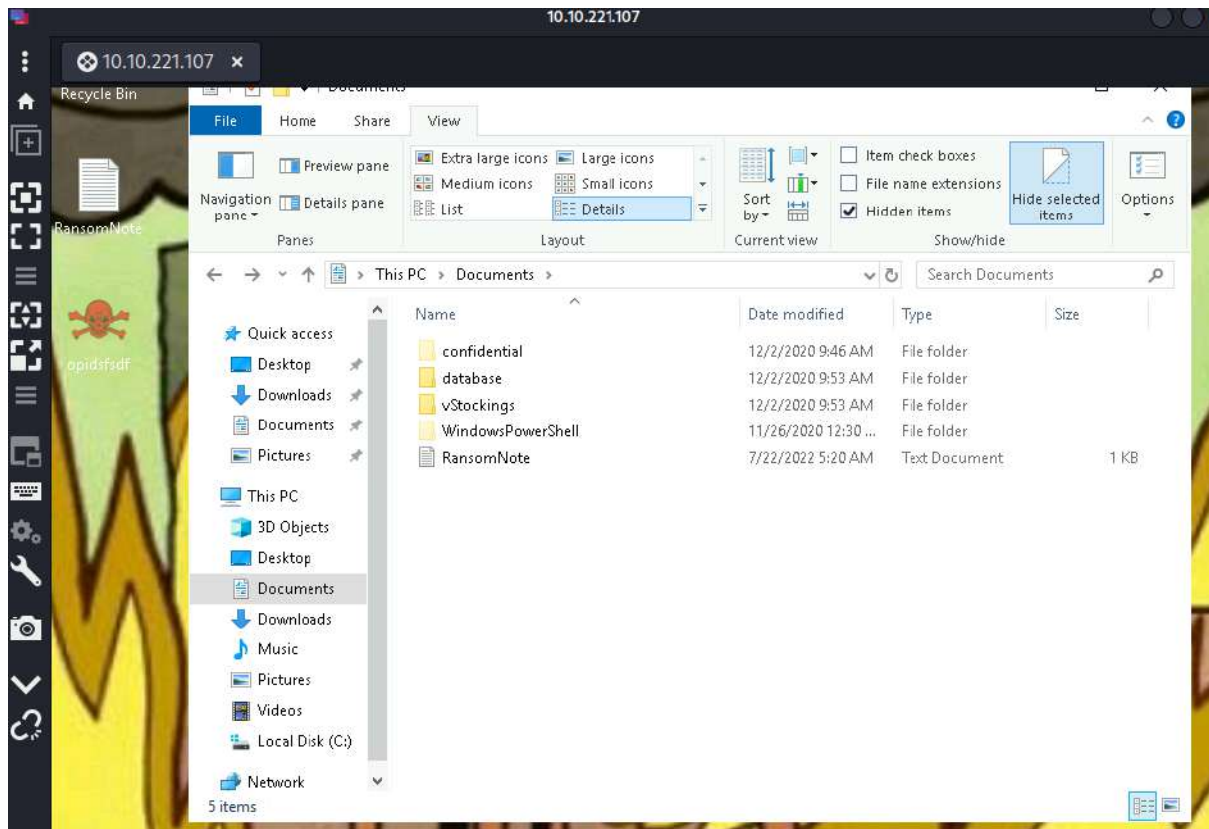 10.10.221.107
10.10.221.107 ×
Recycle Bin
Documents
File Home Share View
Preview pane
Extra large icons Large icons
Item check boxes
Medium icons Small icons
File name extensions
Navigation pane
Details pane
List Details
Sort by
Hidden items
Hide selected items
Options
Panes Layout Current view Show/hide
RansomNote
This PC > Documents >
Search Documents
Name Date modified Type Size
Quick access
confidential 12/2/2020 9:46 AM File folder
Desktop
opidsfsdf
database 12/2/2020 9:53 AM File folder
Downloads
vStockings 12/2/2020 9:53 AM File folder
Documents
WindowsPowerShell 11/26/2020 12:30 ... File folder
Pictures
RansomNote 7/22/2022 5:20 AM Text Document 1 KB
This PC
3D Objects
Desktop
Documents
Downloads
Music
Pictures
Videos
Local Disk (C:)
Network
5 items